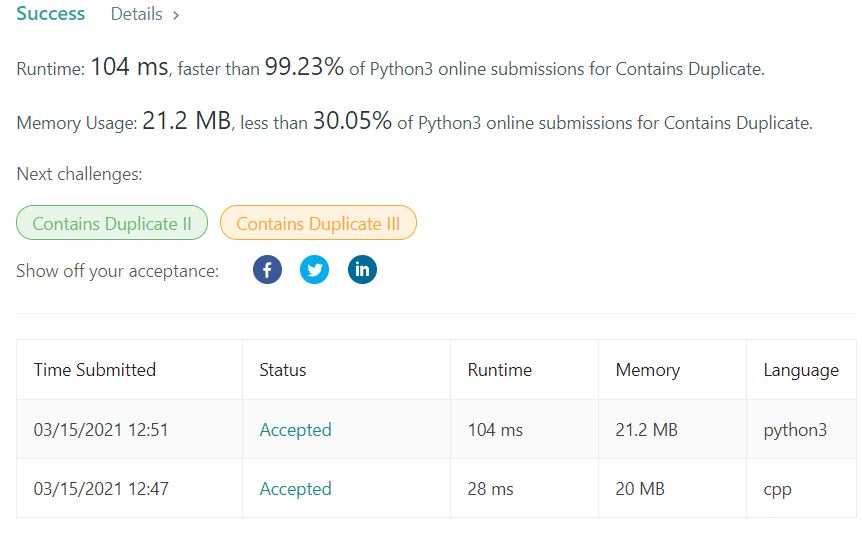 Success Details >
Runtime: 104 ms, faster than 99.23% of Python3 online submissions for Contains Duplicate.
Memory Usage: 21.2 MB, less than 30.05% of Python3 online submissions for Contains Duplicate.
Next challenges:
Contains Duplicate II Contains Duplicate III
Show off your acceptance: f in
Time Submitted Status Runtime Memory Language
03/15/2021 12:51 Accepted 104 ms 21.2 MB python3
03/15/2021 12:47 Accepted 28 ms 20 MB cpp